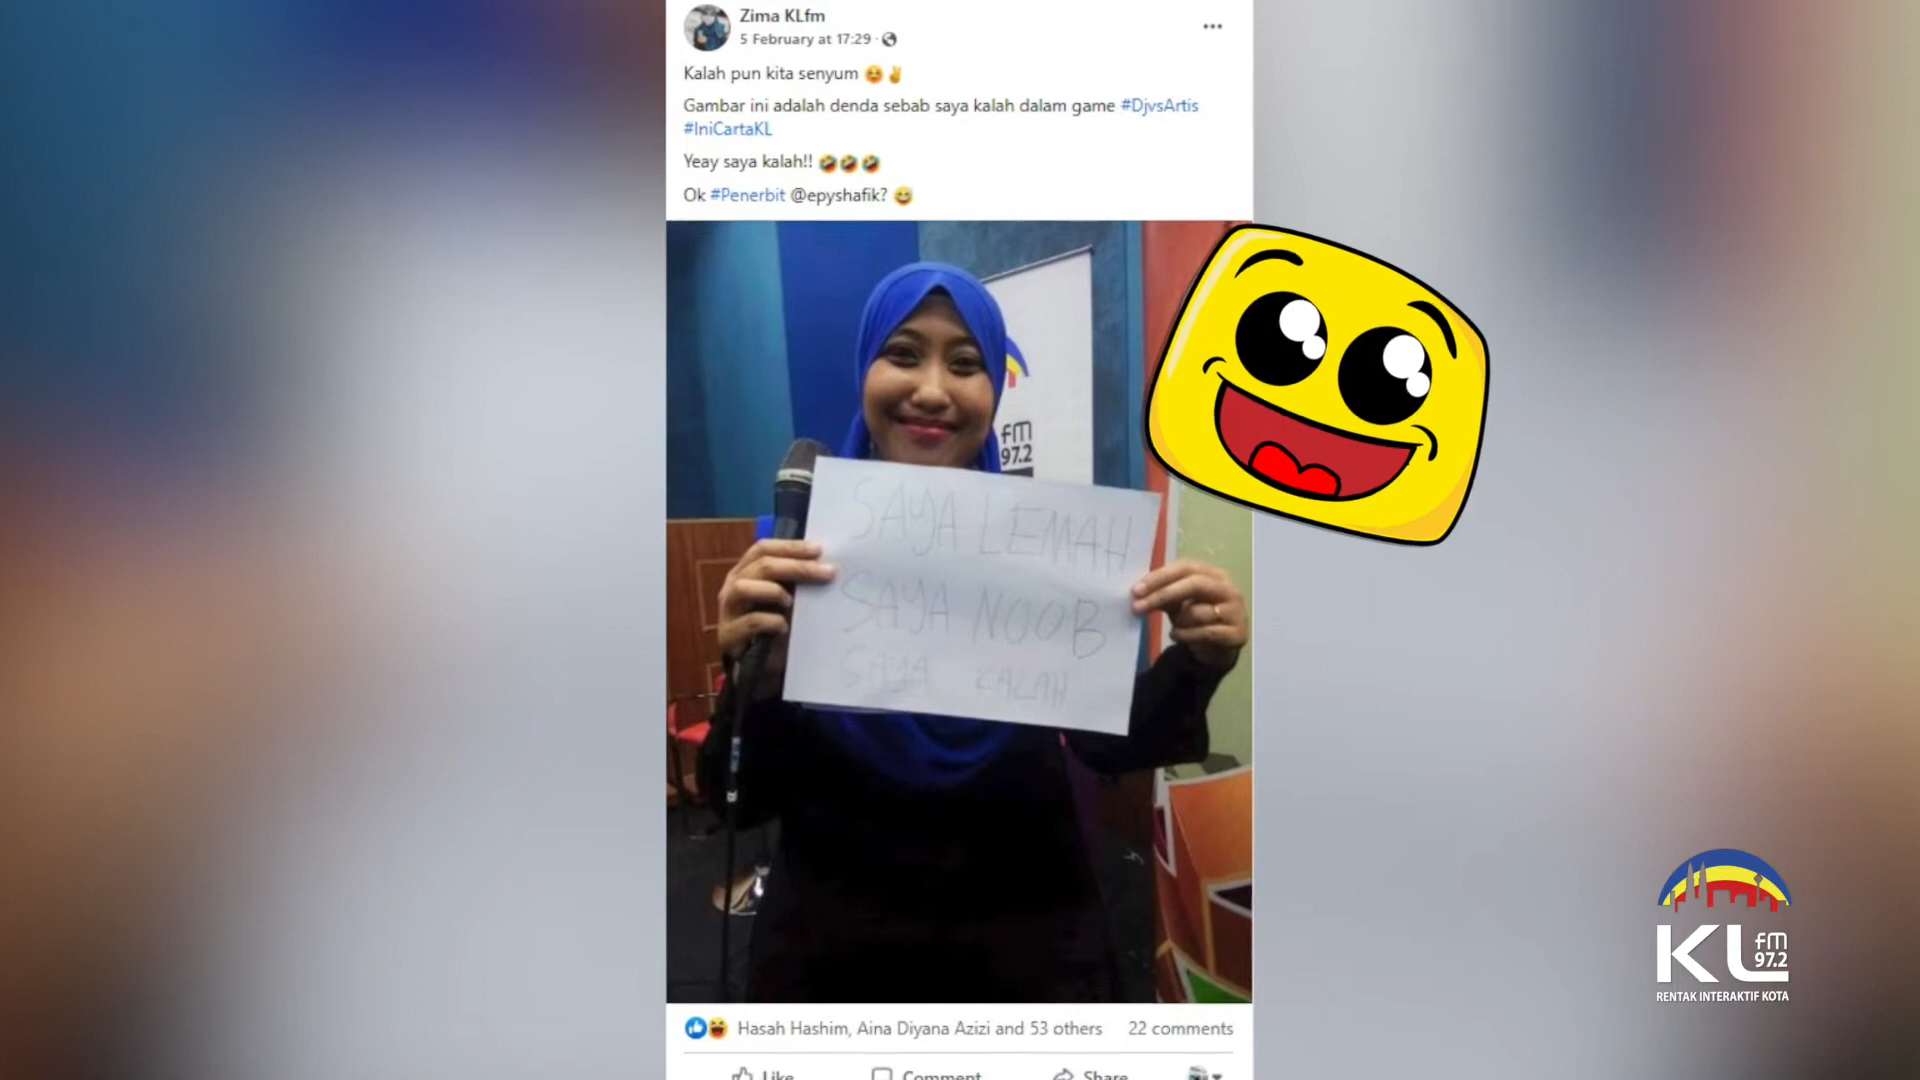 Zima KLfm
5 February at 17:29 ·
Kalah pun kita senyum 😊✌
Gambar ini adalah denda sebab saya kalah dalam game #DjvsArtis
#IniCartaKL
Yeay saya kalah!! 🤣🤣🤣
Ok #Penerbit @epyshafik? 😅
fm
97.2
SAYA LEMAH
SAYA NOOB
SAYA KALAH
Hasah Hashim, Aina Diyana Azizi and 53 others 22 comments
Like Comment Share
KL fm
97.2
RENTAK INTERAKTIF KOTA